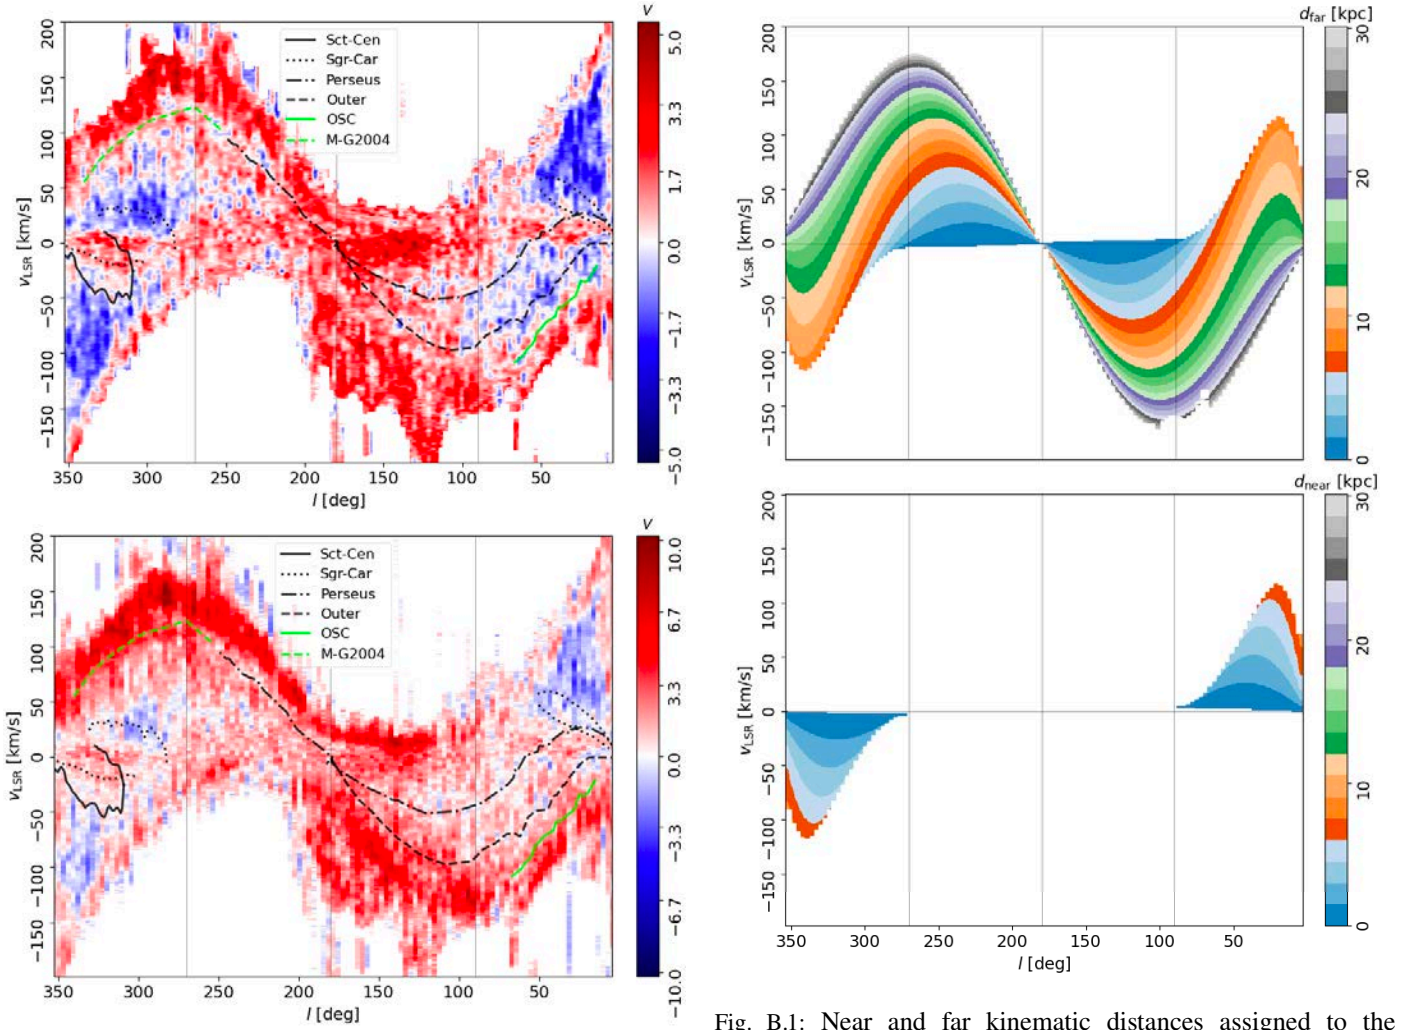 V
200
150
100
50
0
−50
−100
−150
vLSR [km/s]
Sct-Cen
Sgr-Car
Perseus
Outer
OSC
M-G2004
350 300 250 200 150 100 50
l [deg]
5.0
3.3
1.7
0.0
−1.7
−3.3
−5.0
V
200
150
100
50
0
−50
−100
−150
vLSR [km/s]
Sct-Cen
Sgr-Car
Perseus
Outer
OSC
M-G2004
350 300 250 200 150 100 50
l [deg]
10.0
6.7
3.3
0.0
−3.3
−6.7
−10.0
dfar [kpc]
200
150
100
50
0
−50
−100
−150
vLSR [km/s]
30
20
10
0
dnear [kpc]
200
150
100
50
0
−50
−100
−150
vLSR [km/s]
30
20
10
0
350 300 250 200 150 100 50
l [deg]
Fig. B.1: Near and far kinematic distances assigned to the